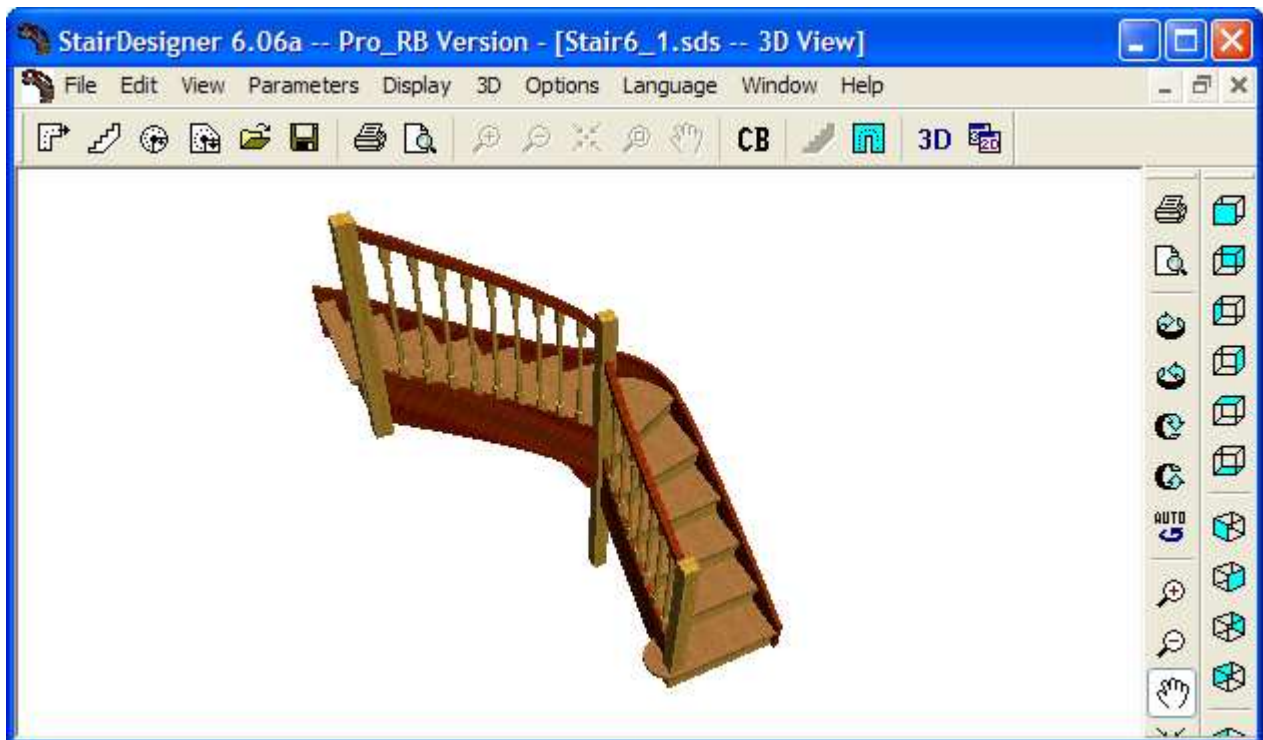 StairDesigner 6.06a -- Pro_RB Version - [Stair6_1.sds -- 3D View]
File Edit View Parameters Display 3D Options Language Window Help
CB 3D 2D
AUTO